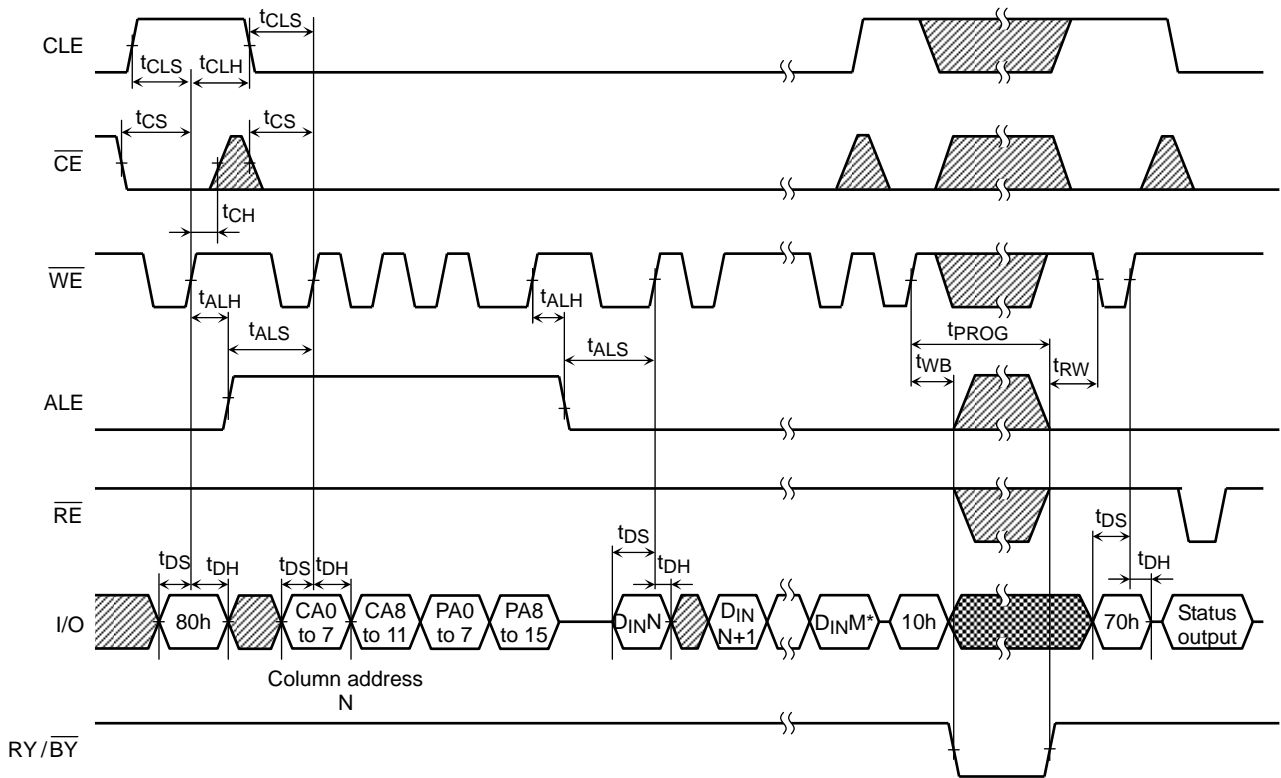 CLE
tCLS
tCLS
tCLH
CE
tCS
tCS
tCH
WE
tALH
tALS
tALH
tALS
tPROG
tWB
tRW
ALE
RE
tDS
tDH
tDS
tDH
tDS
tDH
tDS
tDH
I/O
80h
CA0
to 7
CA8
to 11
PA0
to 7
PA8
to 15
DINN
DIN
N+1
DINM*
10h
70h
Status
output
Column address
N
RY/BY